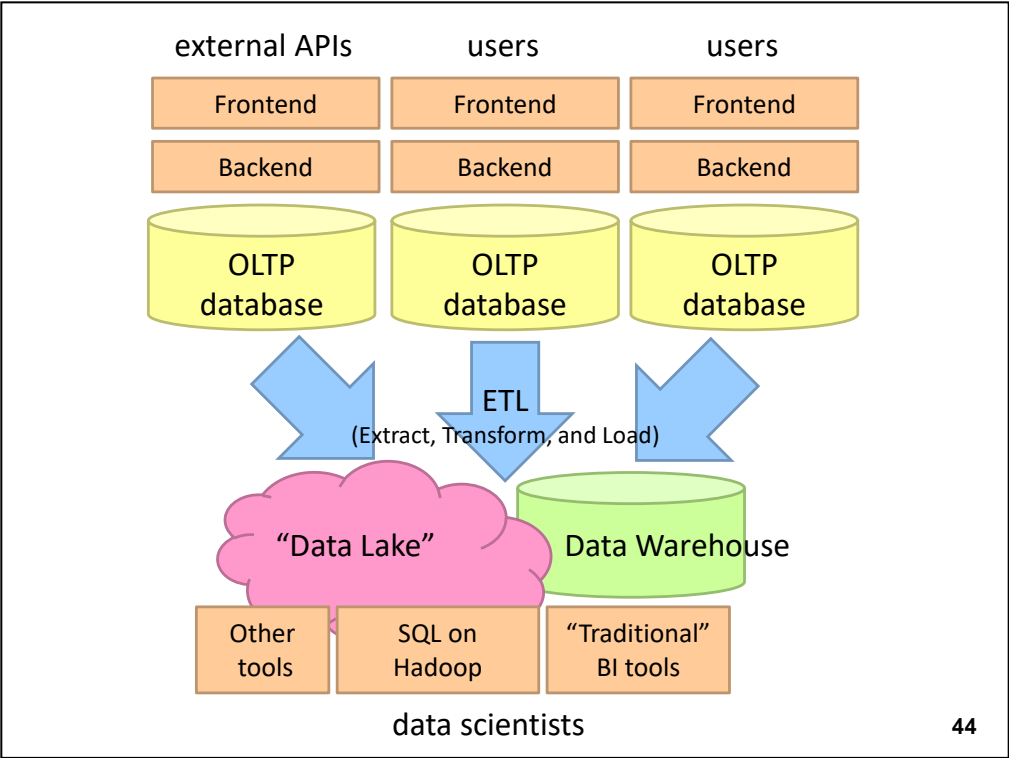 external APIs
users
users
Frontend
Frontend
Frontend
Backend
Backend
Backend
OLTP
database
OLTP
database
OLTP
database
ETL
(Extract, Transform, and Load)
“Data Lake”
Data Warehouse
Other
tools
SQL on
Hadoop
“Traditional”
BI tools
data scientists
44